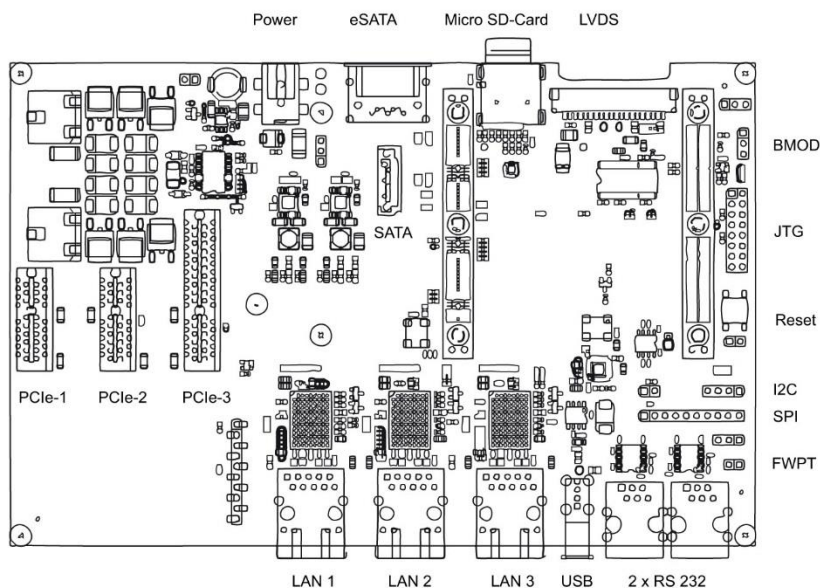 Power eSATA Micro SD-Card LVDS
BMOD
JTG
SATA
Reset
PCIe-1 PCIe-2 PCIe-3
I2C
SPI
FWPT
LAN 1 LAN 2 LAN 3 USB 2 x RS 232